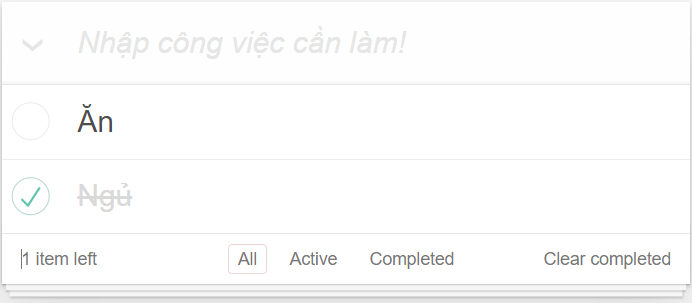 Nhập công việc cần làm!
Ăn
Ngủ
1 item left All Active Completed Clear completed